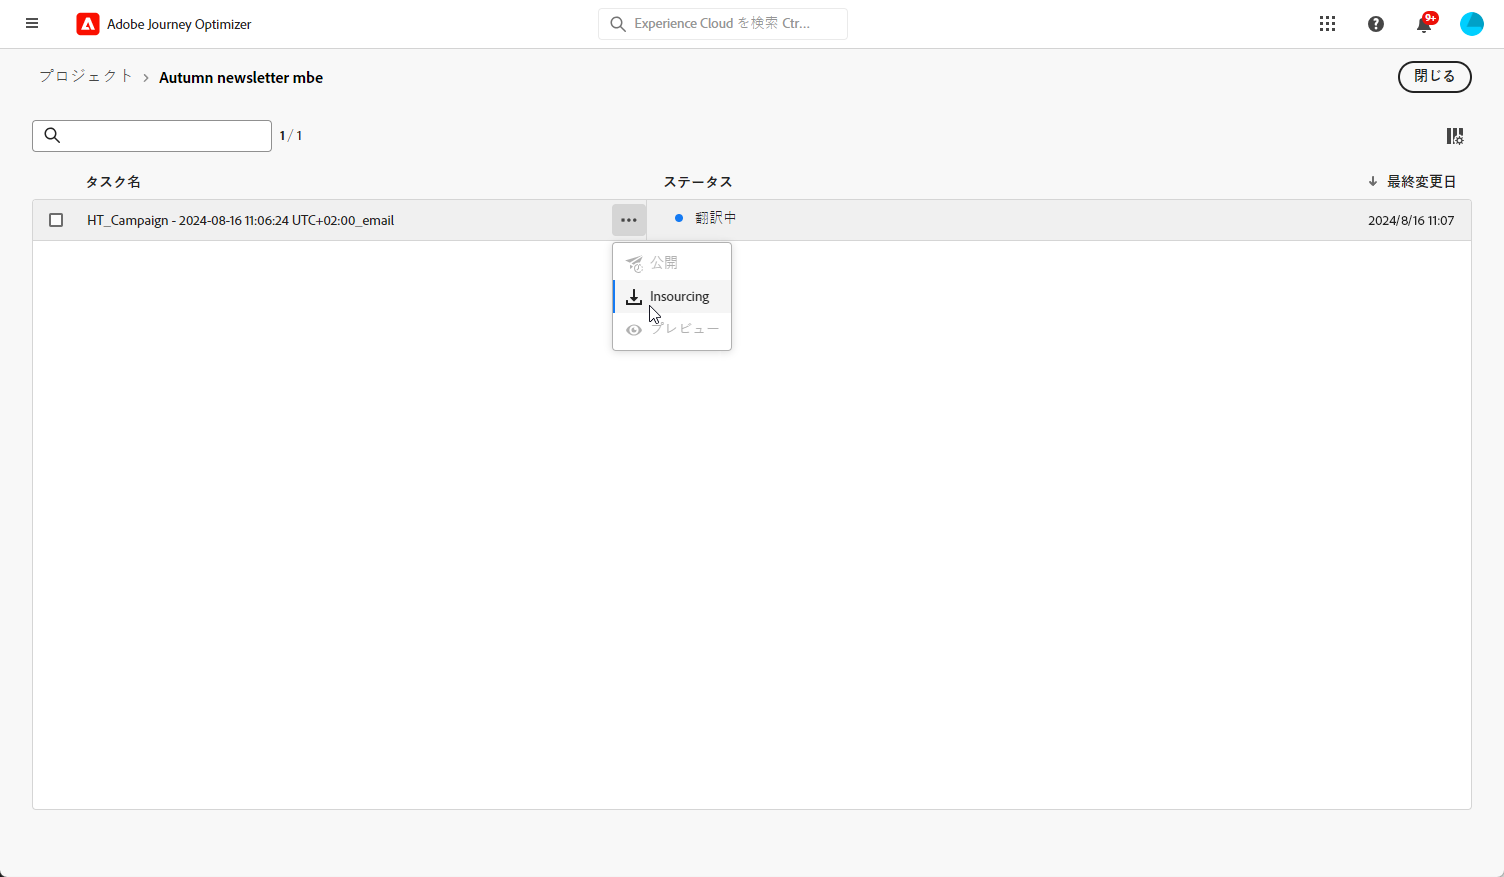 Adobe Journey Optimizer
Experience Cloud を検索 Ctr...
9+
プロジェクト > Autumn newsletter mbe
閉じる
1 / 1
タスク名 ステータス ↓ 最終変更日
HT_Campaign - 2024-08-16 11:06:24 UTC+02:00_email ••• 翻訳中 2024/8/16 11:07
公開
Insourcing
プレビュー